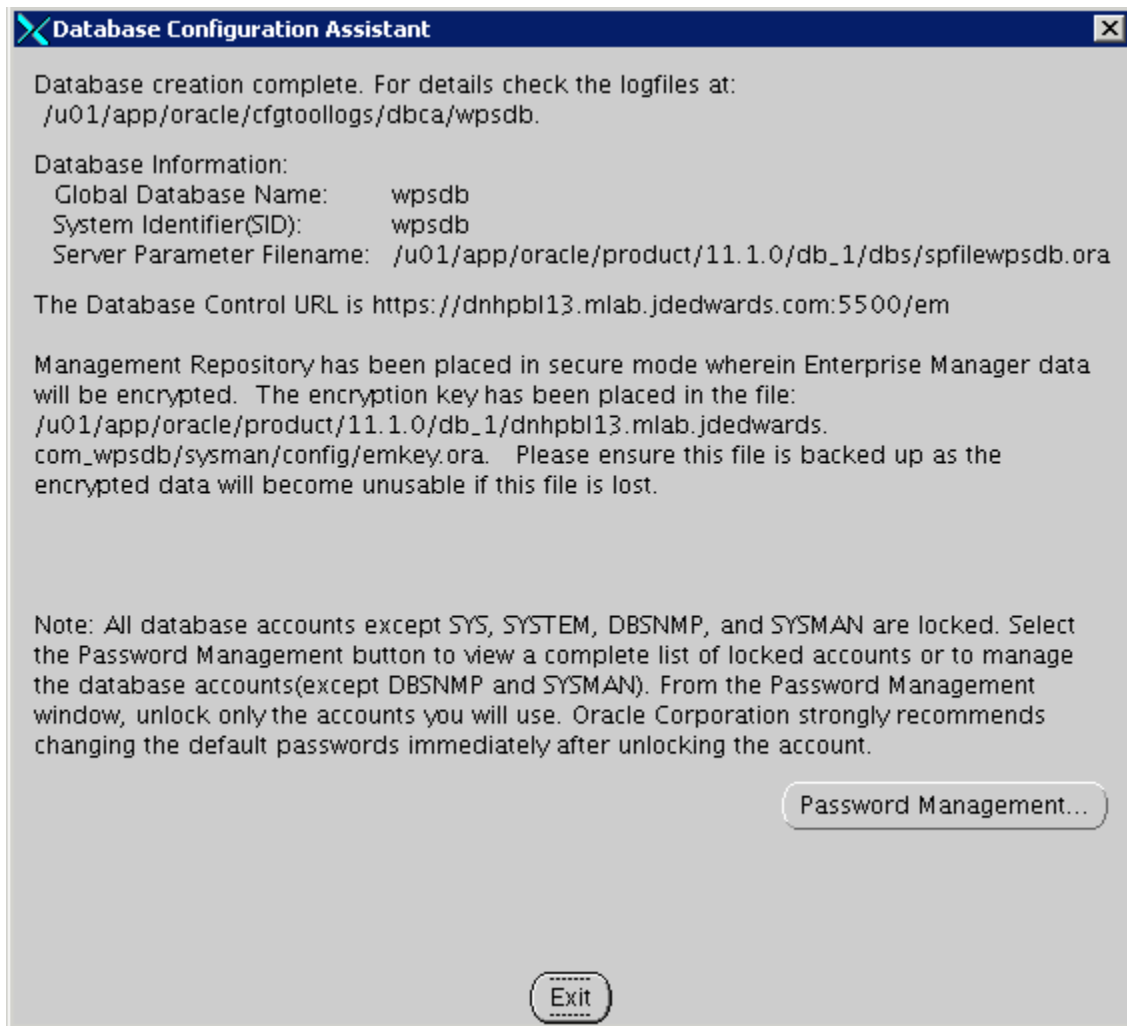 Database Configuration Assistant
Database creation complete. For details check the logfiles at:
/u01/app/oracle/cfgtoollogs/dbca/wpsdb.
Database Information:
Global Database Name: wpsdb
System Identifier(SID): wpsdb
Server Parameter Filename: /u01/app/oracle/product/11.1.0/db_1/dbs/spfilewpsdb.ora
The Database Control URL is https://dnhpbl13.mlab.jdedwards.com:5500/em
Management Repository has been placed in secure mode wherein Enterprise Manager data
will be encrypted. The encryption key has been placed in the file:
/u01/app/oracle/product/11.1.0/db_1/dnhpbl13.mlab.jdedwards.
com_wpsdb/sysman/config/emkey.ora. Please ensure this file is backed up as the
encrypted data will become unusable if this file is lost.
Note: All database accounts except SYS, SYSTEM, DBSNMP, and SYSMAN are locked. Select
the Password Management button to view a complete list of locked accounts or to manage
the database accounts(except DBSNMP and SYSMAN). From the Password Management
window, unlock only the accounts you will use. Oracle Corporation strongly recommends
changing the default passwords immediately after unlocking the account.
Password Management...
Exit